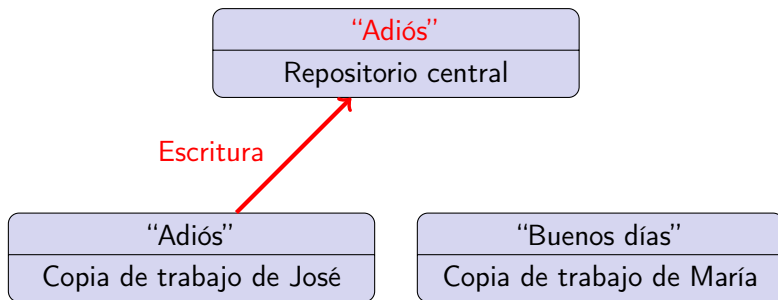 “Adiós”
Repositorio central
Escritura
“Adiós”
Copia de trabajo de José
“Buenos días”
Copia de trabajo de María